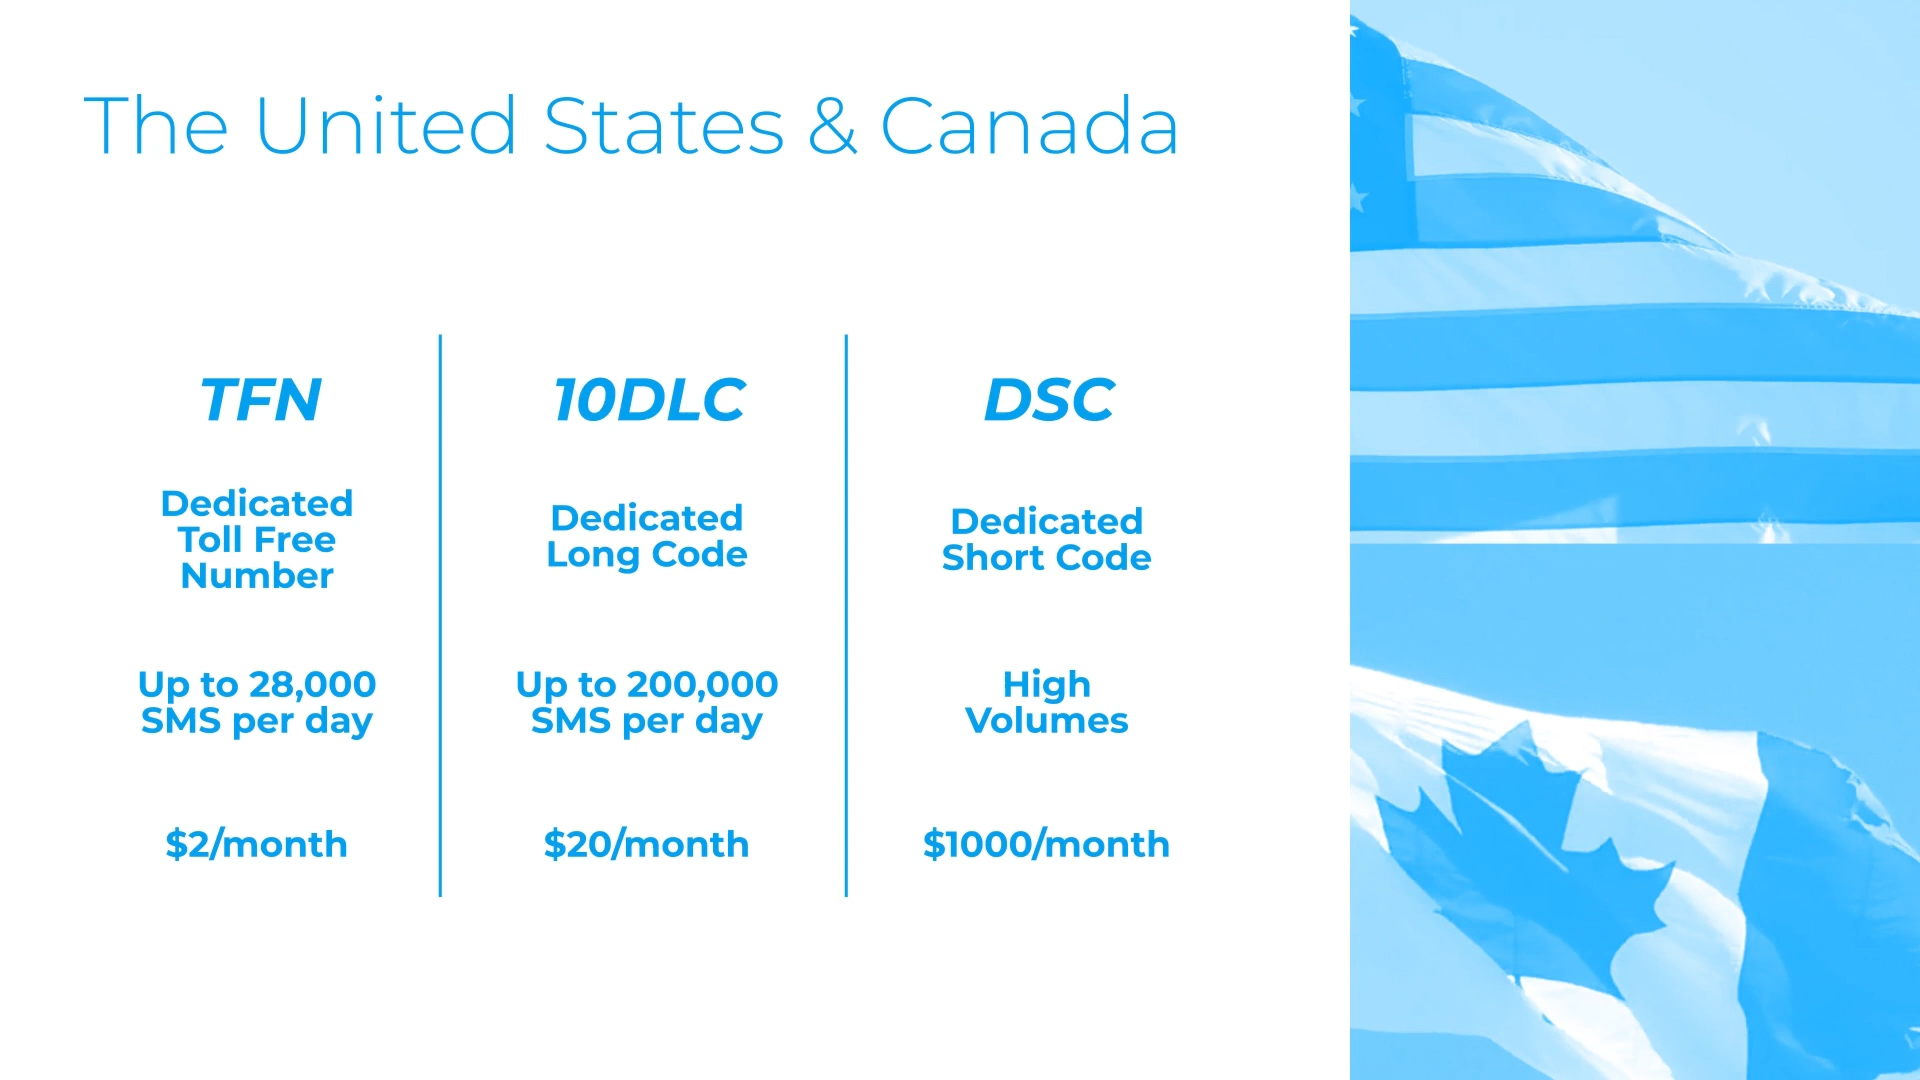 The United States & Canada
TFN
Dedicated
Toll Free
Number
Up to 28,000
SMS per day
$2/month
10DLC
Dedicated
Long Code
Up to 200,000
SMS per day
$20/month
DSC
Dedicated
Short Code
High
Volumes
$1000/month